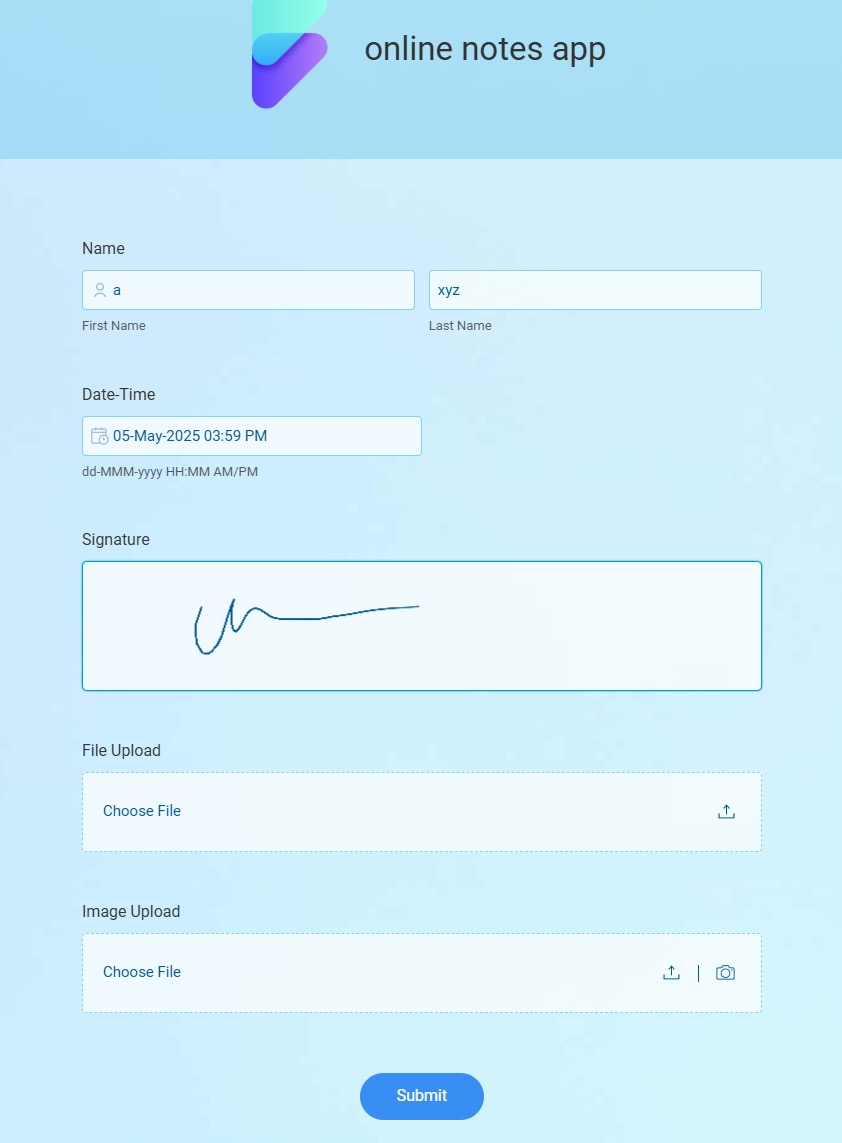 online notes app
Name
a xyz
First Name Last Name
Date-Time
05-May-2025 03:59 PM
dd-MMM-yyyy HH:MM AM/PM
Signature
File Upload
Choose File
Image Upload
Choose File
Submit